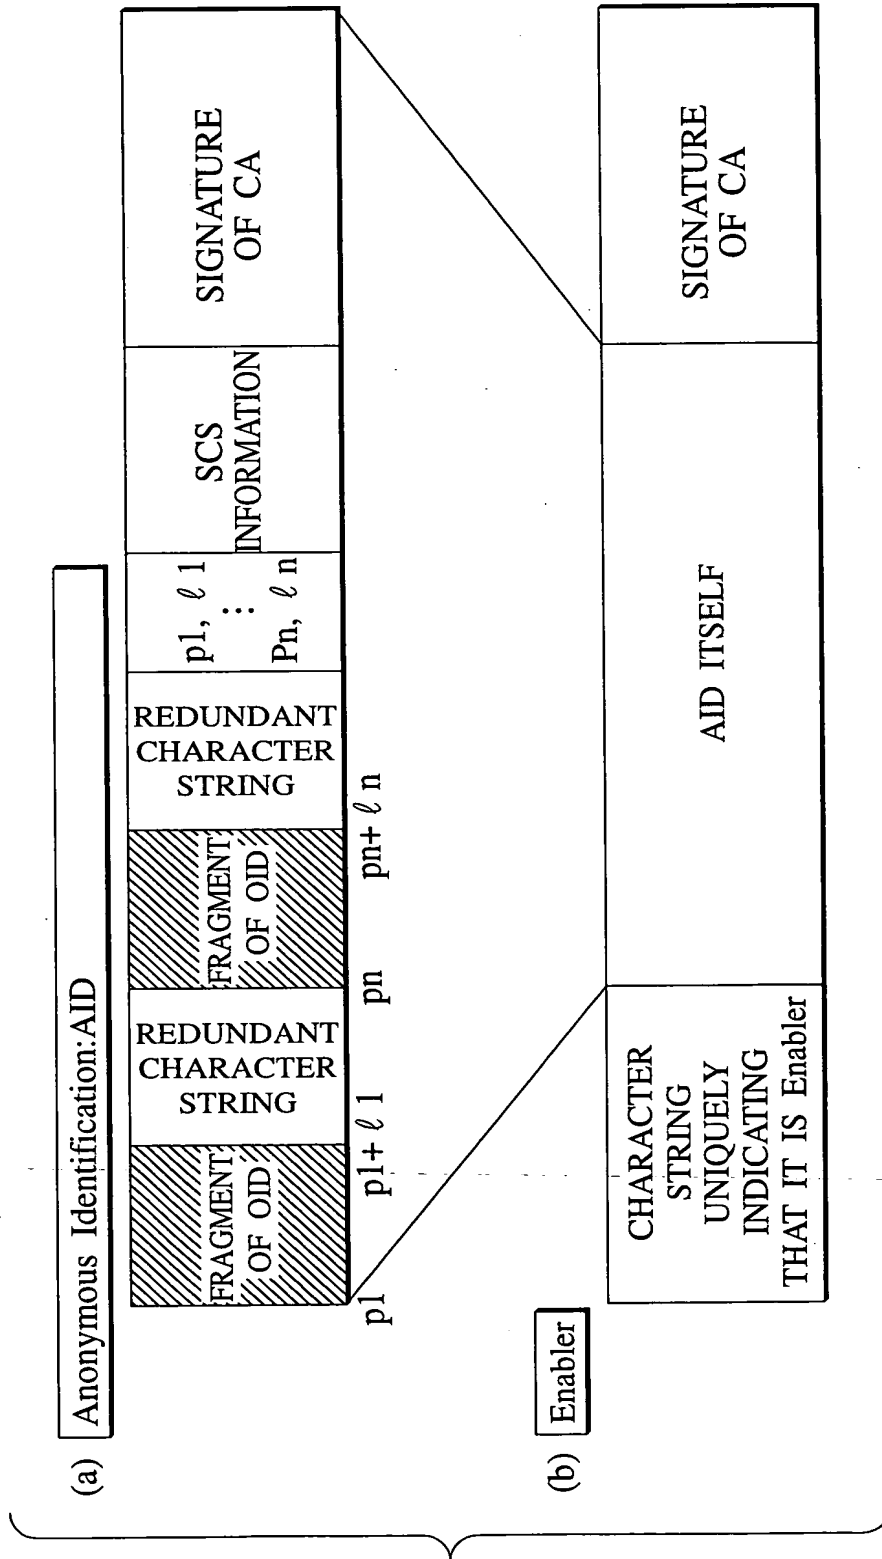 (a)
Anonymous Identification:AID
FRAGMENT
OF OID
REDUNDANT
CHARACTER
STRING
FRAGMENT
OF OID
REDUNDANT
CHARACTER
STRING
p1, ℓ 1
⋮
Pn, ℓ n
SCS
INFORMATION
SIGNATURE
OF CA
p1
p1+ ℓ 1
pn
pn+ ℓ n
(b)
Enabler
CHARACTER
STRING
UNIQUELY
INDICATING
THAT IT IS Enabler
AID ITSELF
SIGNATURE
OF CA